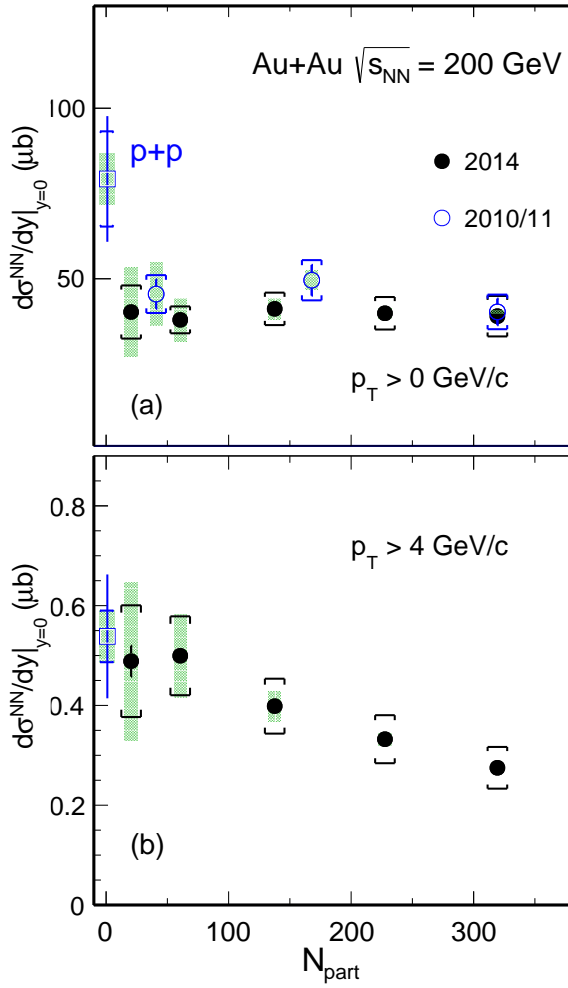 Au+Au √s_NN = 200 GeV
dσ^NN/dy|_y=0 (μb)
100
50
p+p
2014
2010/11
(a)
p_T > 0 GeV/c
dσ^NN/dy|_y=0 (μb)
0.8
0.6
0.4
0.2
0
p_T > 4 GeV/c
(b)
0 100 200 300
N_part